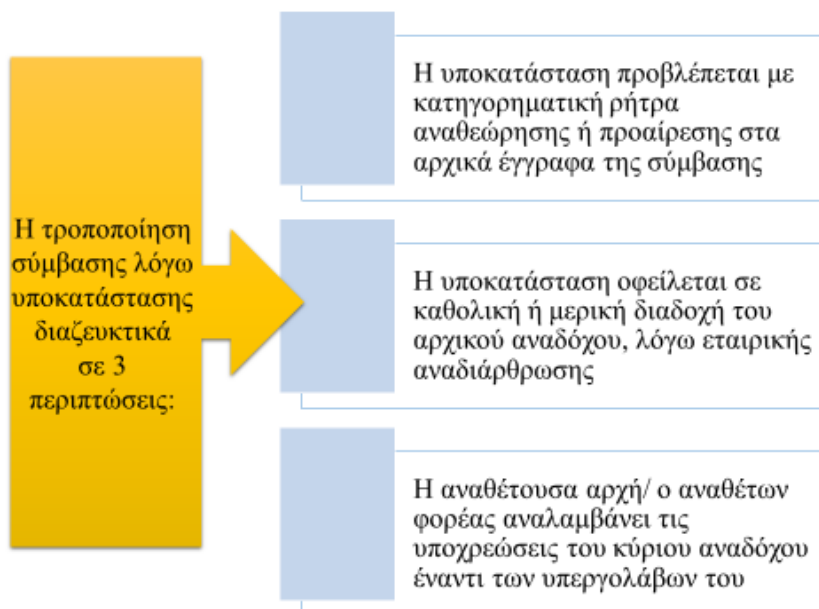 Η τροποποίηση
σύμβασης λόγω
υποκατάστασης
διαζευκτικά
σε 3
περιπτώσεις:
Η υποκατάσταση προβλέπεται με
κατηγορηματική ρήτρα
αναθεώρησης ή προαίρεσης στα
αρχικά έγγραφα της σύμβασης
Η υποκατάσταση οφείλεται σε
καθολική ή μερική διαδοχή του
αρχικού αναδόχου, λόγω εταιρικής
αναδιάρθρωσης
Η αναθέτουσα αρχή/ ο αναθέτων
φορέας αναλαμβάνει τις
υποχρεώσεις του κύριου αναδόχου
έναντι των υπεργολάβων του